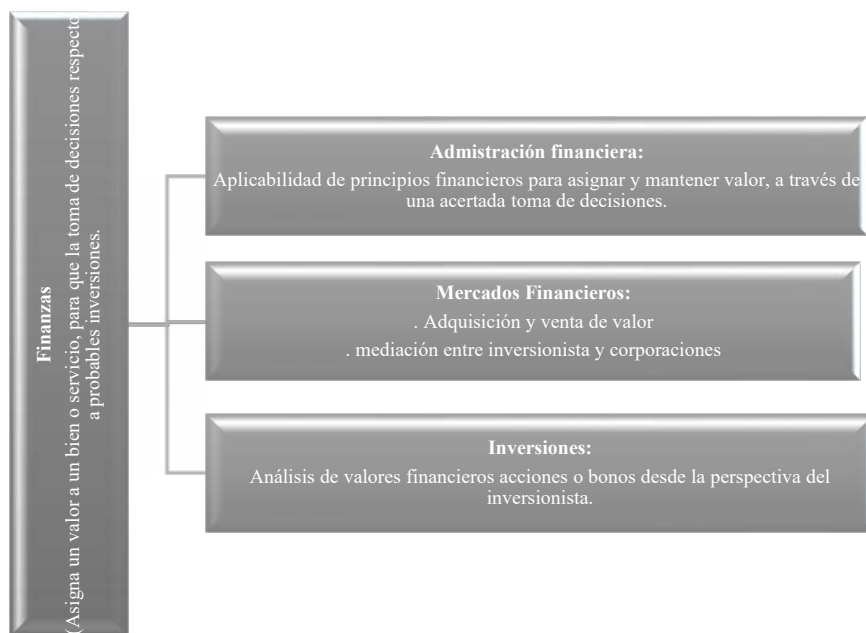 Finanzas
(Asigna un valor a un bien o servicio, para que la toma de decisiones respecto
a probables inversiones.
Admistración financiera:
Aplicabilidad de principios financieros para asignar y mantener valor, a través de
una acertada toma de decisiones.
Mercados Financieros:
. Adquisición y venta de valor
. mediación entre inversionista y corporaciones
Inversiones:
Análisis de valores financieros acciones o bonos desde la perspectiva del
inversionista.